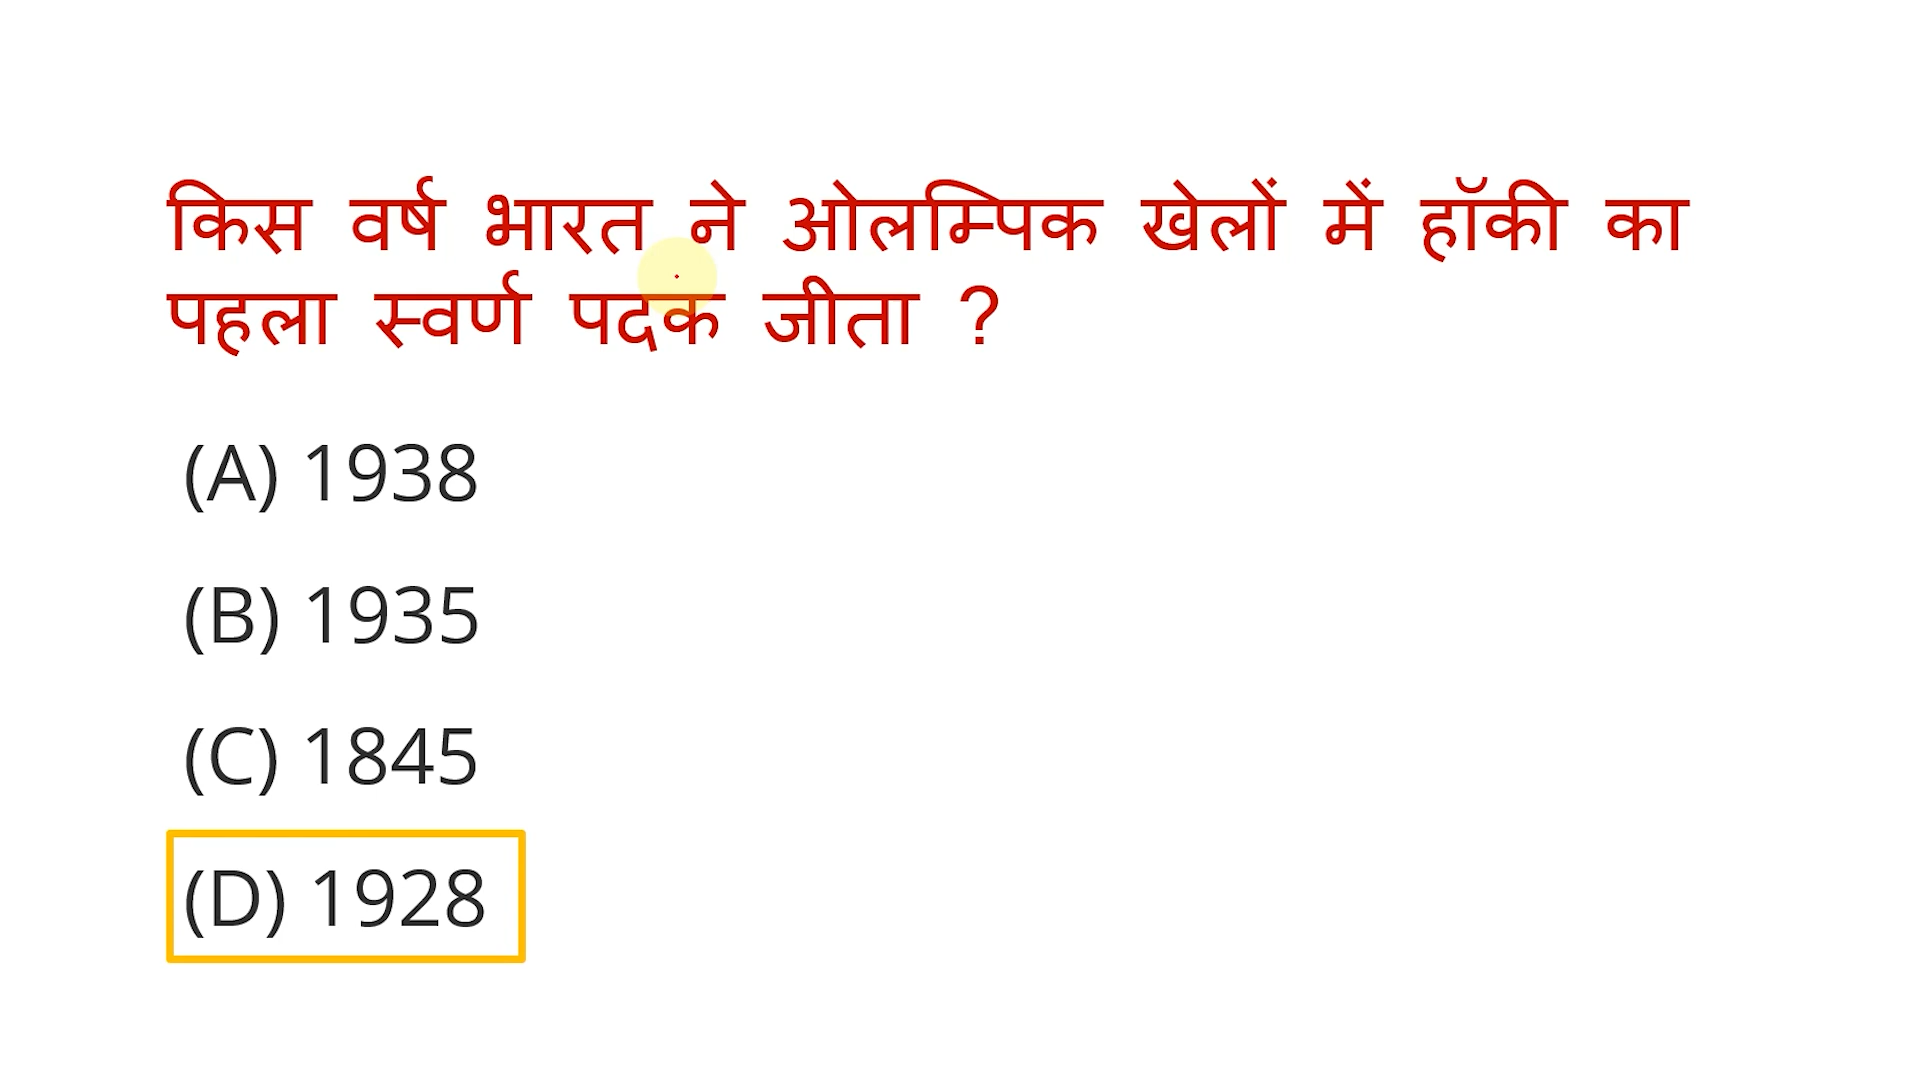 किस वर्ष भारत ने ओलम्पिक खेलों में हॉकी का
पहला स्वर्ण पदक जीता ?
(A) 1938
(B) 1935
(C) 1845
(D) 1928